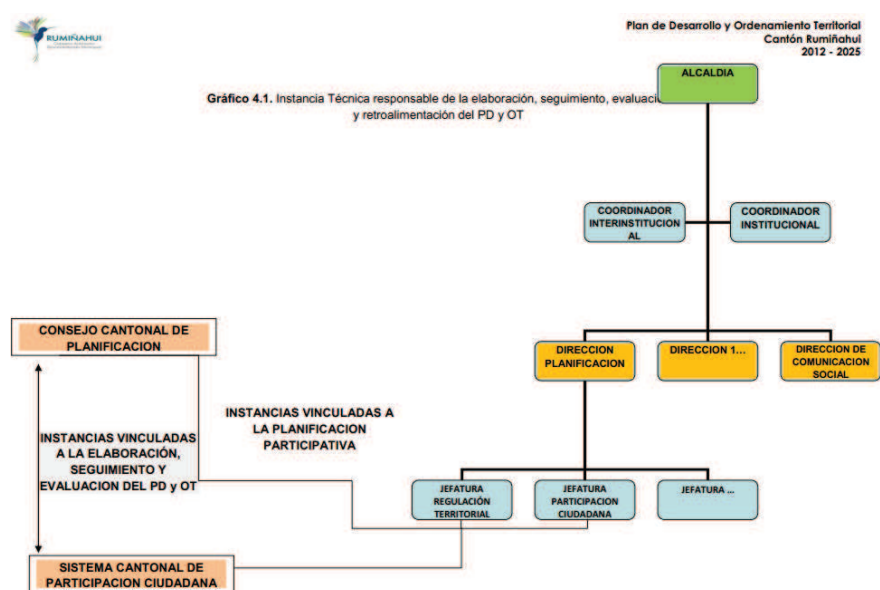 RUMIÑAHUI
Plan de Desarrollo y Ordenamiento Territorial
Cantón Rumiñahui
2012 - 2025
ALCALDIA
Gráfico 4.1. Instancia Técnica responsable de la elaboración, seguimiento, evaluació
y retroalimentación del PD y OT
COORDINADOR
INTERINSTITUCION
AL
COORDINADOR
INSTITUCIONAL
CONSEJO CANTONAL DE
PLANIFICACION
DIRECCION
PLANIFICACION
DIRECCION 1...
DIRECCION DE
COMUNICACION
SOCIAL
INSTANCIAS VINCULADAS A
LA PLANIFICACION
PARTICIPATIVA
INSTANCIAS VINCULADAS
A LA ELABORACIÓN,
SEGUIMIENTO Y
EVALUACION DEL PD y OT
JEFATURA
REGULACIÓN
TERRITORIAL
JEFATURA
PARTICIPACION
CIUDADANA
JEFATURA ...
SISTEMA CANTONAL DE
PARTICIPACION CIUDADANA